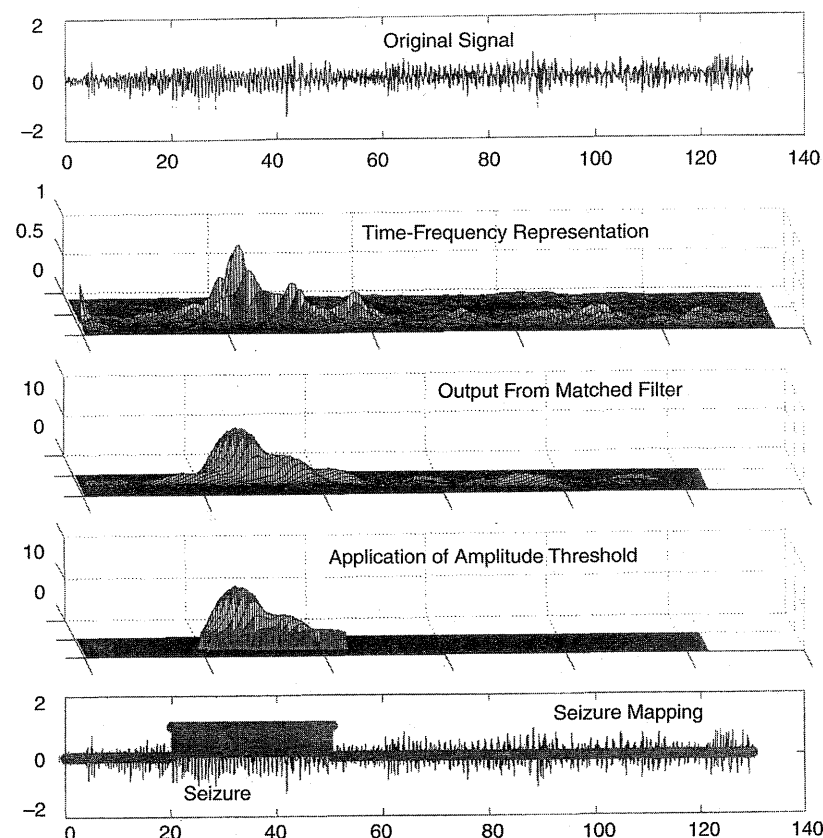 2
Original Signal
0
−2
0 20 40 60 80 100 120 140
1
0.5
Time-Frequency Representation
0
10
Output From Matched Filter
0
10
Application of Amplitude Threshold
0
2
Seizure Mapping
0
Seizure
−2
0 20 40 60 80 100 120 140